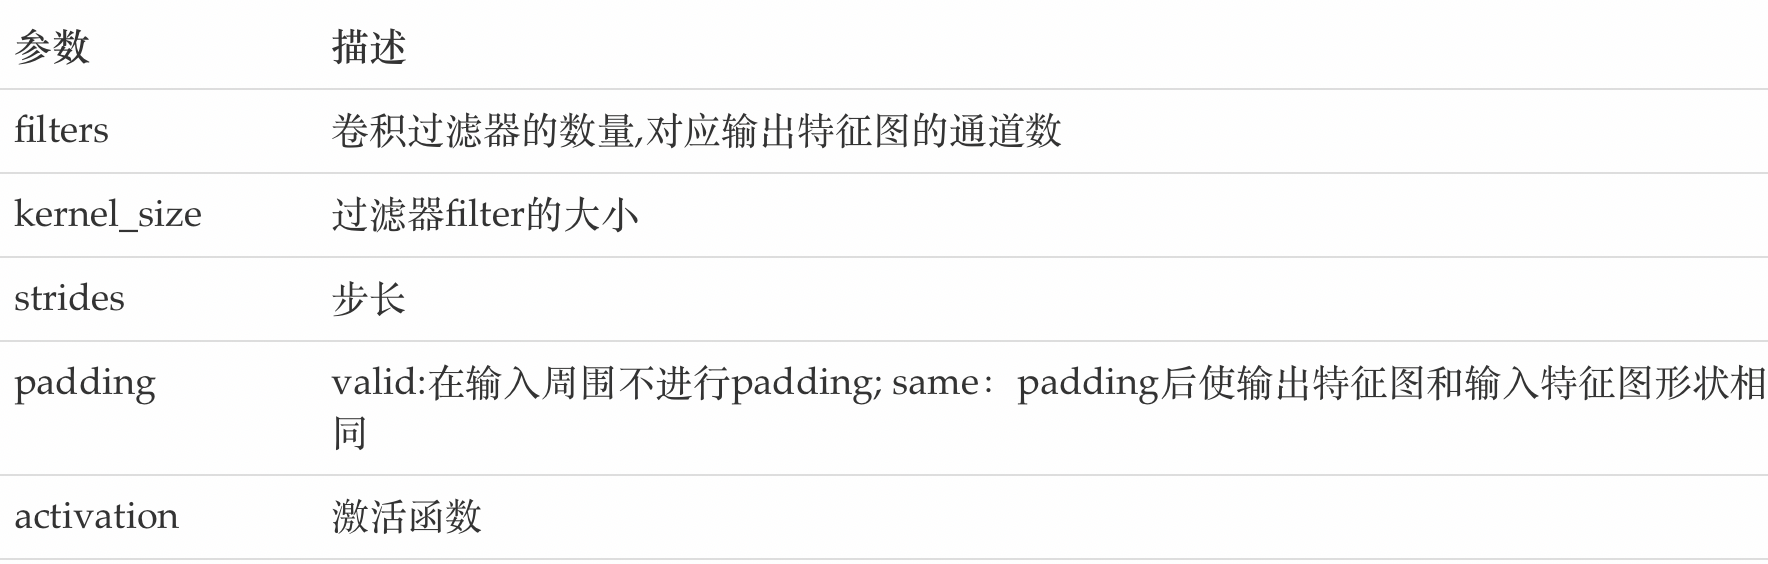 参数 描述
filters 卷积过滤器的数量,对应输出特征图的通道数
kernel_size 过滤器filter的大小
strides 步长
padding valid:在输入周围不进行padding; same：padding后使输出特征图和输入特征图形状相
同
activation 激活函数